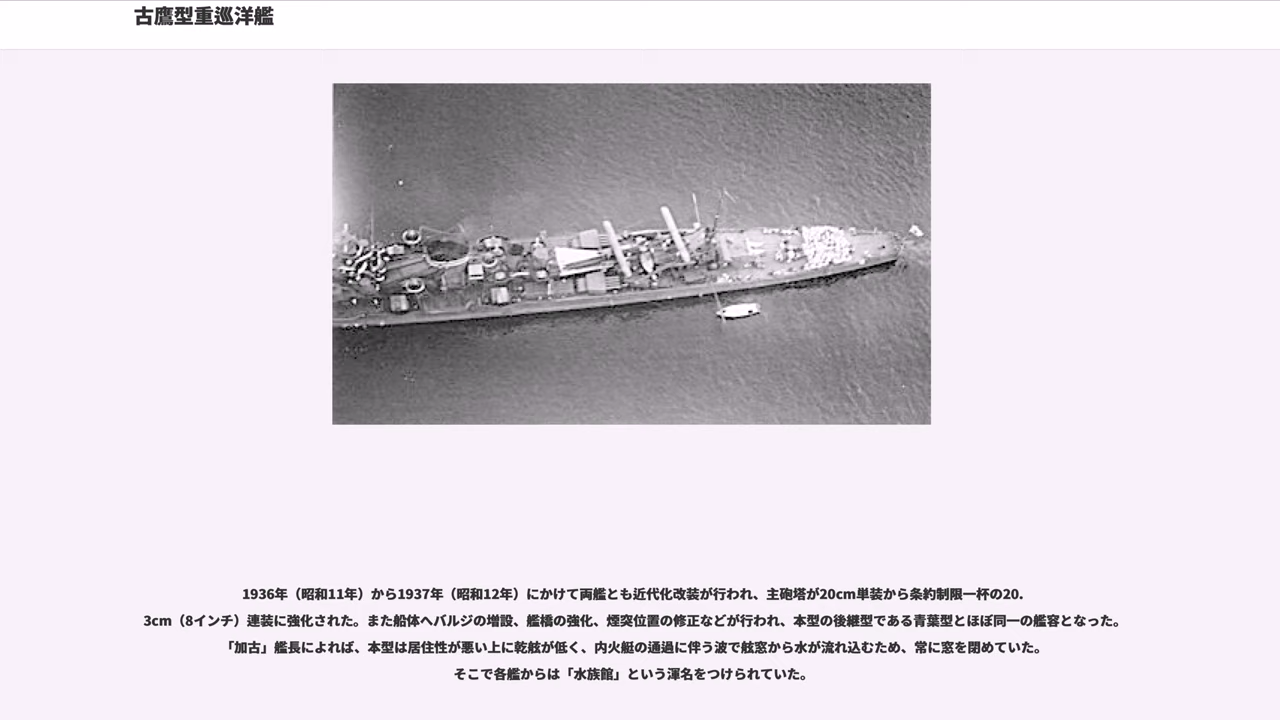 古鷹型重巡洋艦
1936年（昭和11年）から1937年（昭和12年）にかけて両艦とも近代化改装が行われ、主砲塔が20cm単装から条約制限一杯の20.
3cm（8インチ）連装に強化された。また船体へバルジの増設、艦橋の強化、煙突位置の修正などが行われ、本型の後継型である青葉型とほぼ同一の艦容となった。
「加古」艦長によれば、本型は居住性が悪い上に乾舷が低く、内火艇の通過に伴う波で舷窓から水が流れ込むため、常に窓を閉めていた。
そこで各艦からは「水族館」という渾名をつけられていた。